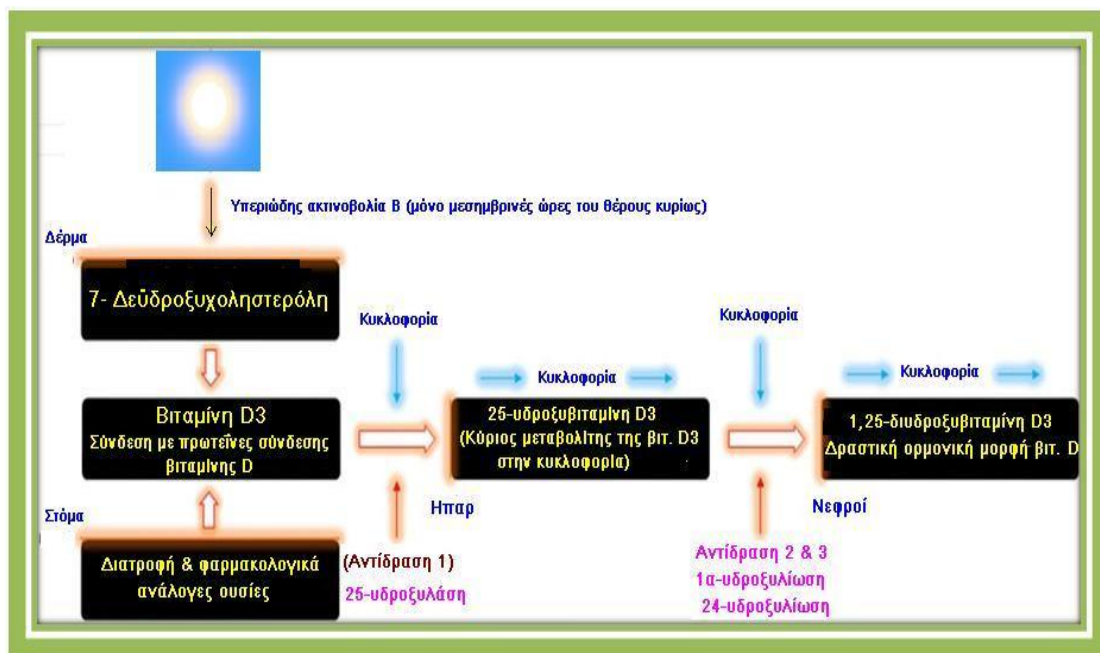 Υπεριώδης ακτινοβολία Β (μόνο μεσημβρινές ώρες του θέρους κυρίως)
Δέρμα
7- Δεϋδροξυχοληστερόλη
Κυκλοφορία
Κυκλοφορία
Κυκλοφορία
Κυκλοφορία
Βιταμίνη D3
Σύνδεση με πρωτεΐνες σύνδεσης
βιταμίνης D
25-υδροξυβιταμίνη D3
(Κύριος μεταβολίτης της βιτ. D3
στην κυκλοφορία)
1,25-διυδροξυβιταμίνη D3
Δραστική ορμονική μορφή βιτ. D
Στόμα
Ηπαρ
Νεφροί
Διατροφή & φαρμακολογικά
ανάλογες ουσίες
(Αντίδραση 1)
25-υδροξυλάση
Αντίδραση 2 & 3
1α-υδροξυλίωση
24-υδροξυλίωση